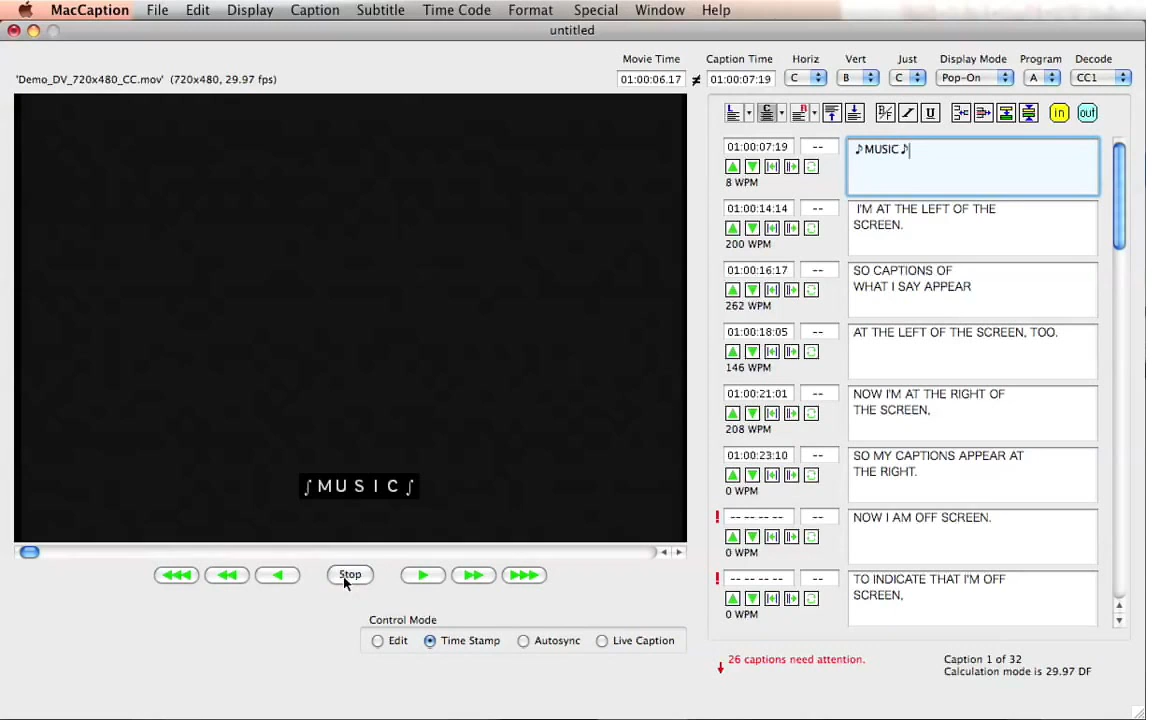 MacCaption File Edit Display Caption Subtitle Time Code Format Special Window Help
untitled
'Demo_DV_720x480_CC.mov' (720x480, 29.97 fps)
Movie Time Caption Time Horiz Vert Just Display Mode Program Decode
01:00:06.17 ≠ 01:00:07:19 C B C Pop-On A CC1
L C R B/F I U in out
01:00:07:19 -- ♪MUSIC♪
8 WPM
01:00:14:14 -- I'M AT THE LEFT OF THE
SCREEN.
200 WPM
01:00:16:17 -- SO CAPTIONS OF
WHAT I SAY APPEAR
262 WPM
01:00:18:05 -- AT THE LEFT OF THE SCREEN, TOO.
146 WPM
01:00:21:01 -- NOW I'M AT THE RIGHT OF
THE SCREEN,
208 WPM
01:00:23:10 -- SO MY CAPTIONS APPEAR AT
THE RIGHT.
0 WPM
! -- -- -- -- -- NOW I AM OFF SCREEN.
0 WPM
! -- -- -- -- -- TO INDICATE THAT I'M OFF
SCREEN,
0 WPM
∫MUSIC∫
Stop
Control Mode
Edit Time Stamp Autosync Live Caption
26 captions need attention.
Caption 1 of 32
Calculation mode is 29.97 DF